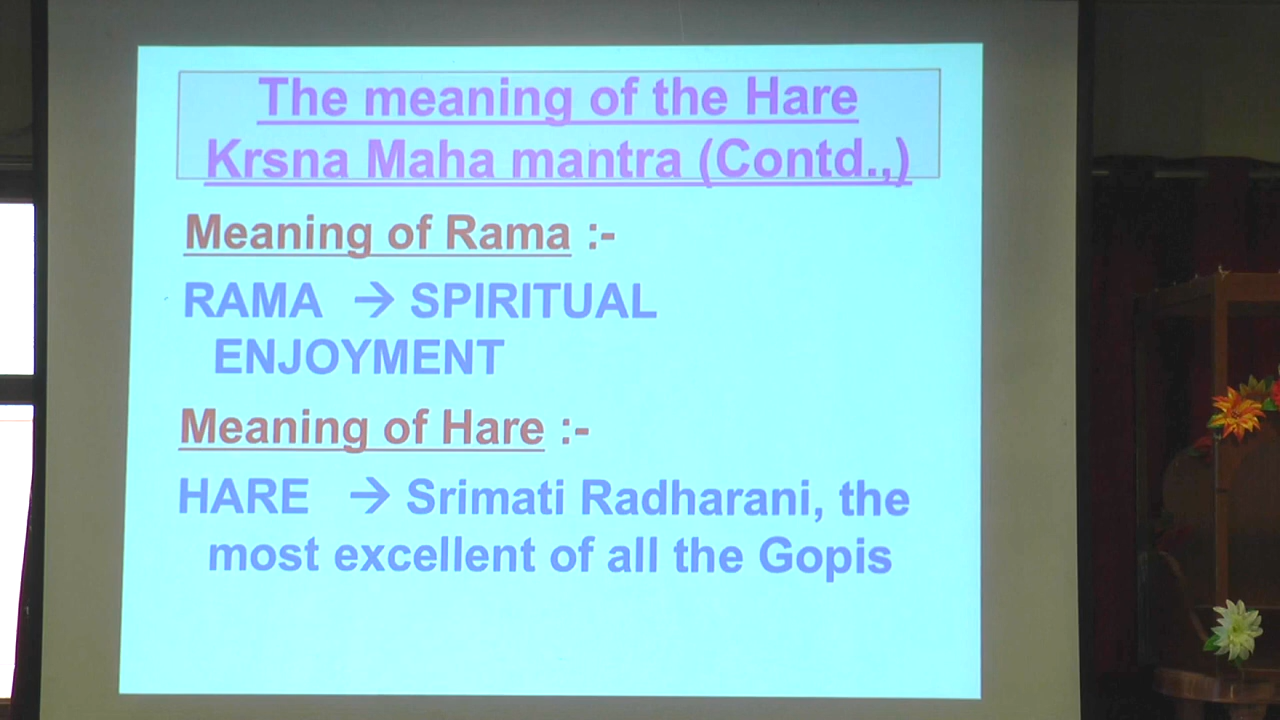 The meaning of the Hare
Krsna Maha mantra (Contd.,)
Meaning of Rama :-
RAMA → SPIRITUAL
ENJOYMENT
Meaning of Hare :-
HARE → Srimati Radharani, the
most excellent of all the Gopis